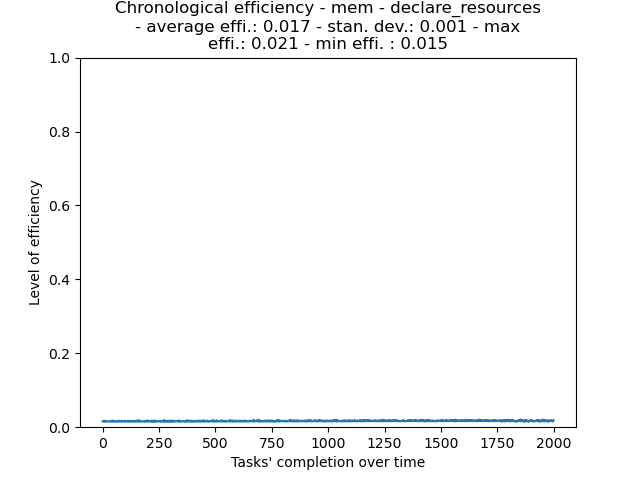 Chronological efficiency - mem - declare_resources
- average effi.: 0.017 - stan. dev.: 0.001 - max
effi.: 0.021 - min effi. : 0.015
1.0
0.8
0.6
0.4
0.2
0.0
Level of efficiency
0 250 500 750 1000 1250 1500 1750 2000
Tasks' completion over time